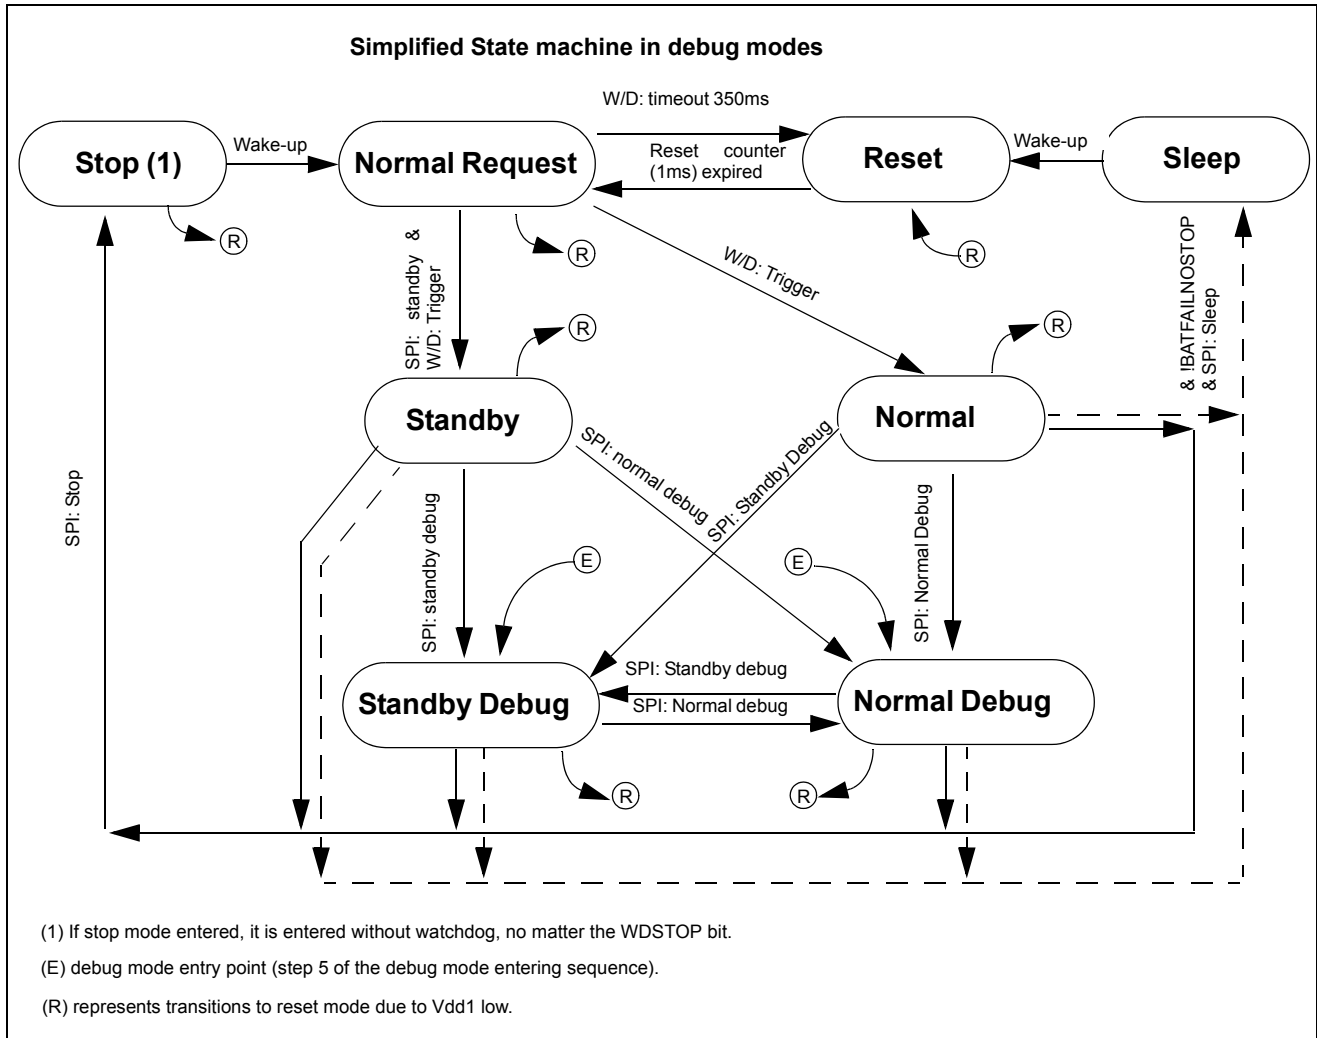 Simplified State machine in debug modes
W/D: timeout 350ms
Stop (1)
Wake-up
Normal Request
Reset counter
(1ms) expired
Reset
Wake-up
Sleep
R
R
R
SPI: standby &
W/D: Trigger
W/D: Trigger
& !BATFAILNOSTOP
& SPI: Sleep
R
R
Standby
Normal
SPI: Stop
SPI: standby debug
SPI: normal debug
SPI: Standby Debug
SPI: Normal Debug
E
E
Standby Debug
SPI: Standby debug
SPI: Normal debug
Normal Debug
R
R
(1) If stop mode entered, it is entered without watchdog, no matter the WDSTOP bit.
(E) debug mode entry point (step 5 of the debug mode entering sequence).
(R) represents transitions to reset mode due to Vdd1 low.